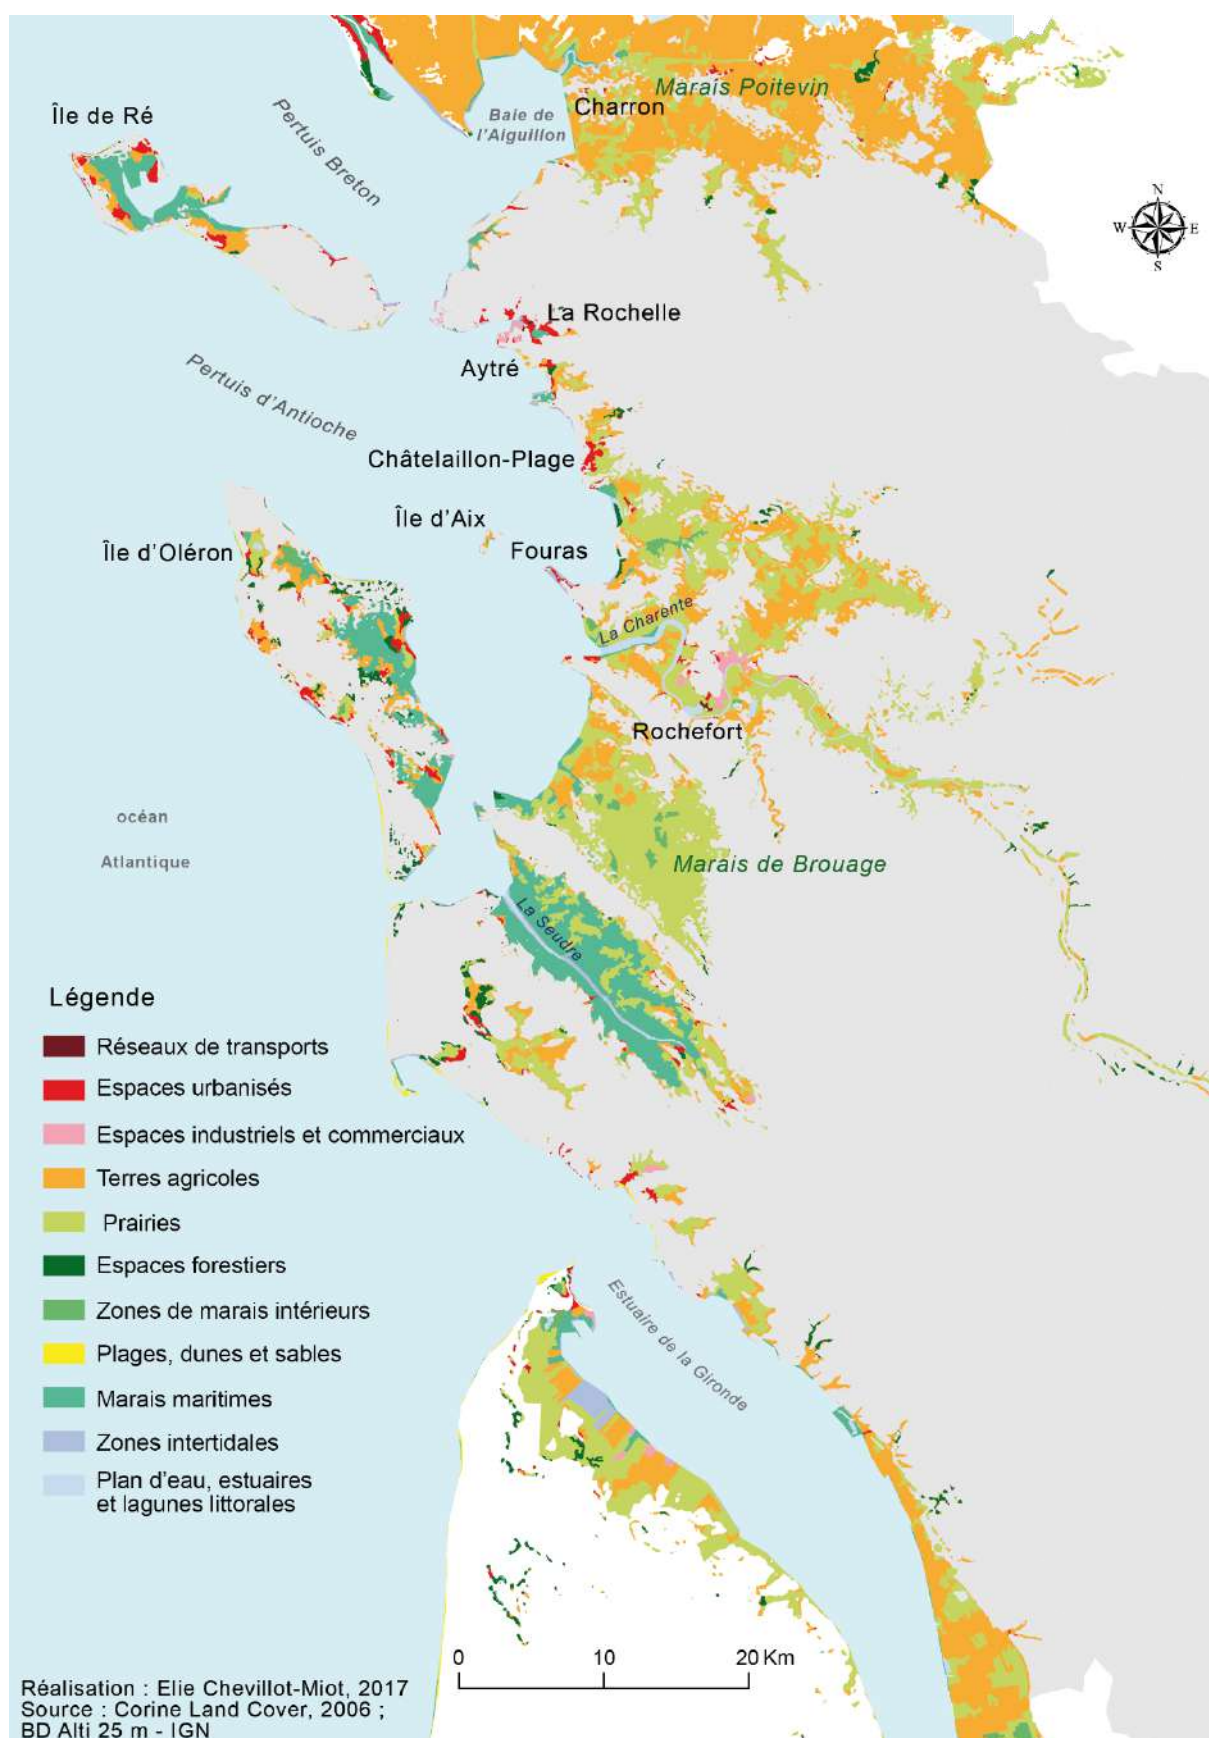 Marais Poitevin
Charron
Baie de
l'Aiguillon
Île de Ré
Pertuis Breton
N
W
E
S
La Rochelle
Aytré
Pertuis d'Antioche
Châtelaillon-Plage
Île d'Aix
Île d'Oléron
Fouras
La Charente
Rochefort
océan
Atlantique
Marais de Brouage
La Seudre
Légende
Réseaux de transports
Espaces urbanisés
Espaces industriels et commerciaux
Terres agricoles
Prairies
Espaces forestiers
Zones de marais intérieurs
Plages, dunes et sables
Marais maritimes
Zones intertidales
Plan d'eau, estuaires
et lagunes littorales
Estuaire de la Gironde
0 10 20 Km
Réalisation : Elie Chevillot-Miot, 2017
Source : Corine Land Cover, 2006 ;
BD Alti 25 m - IGN